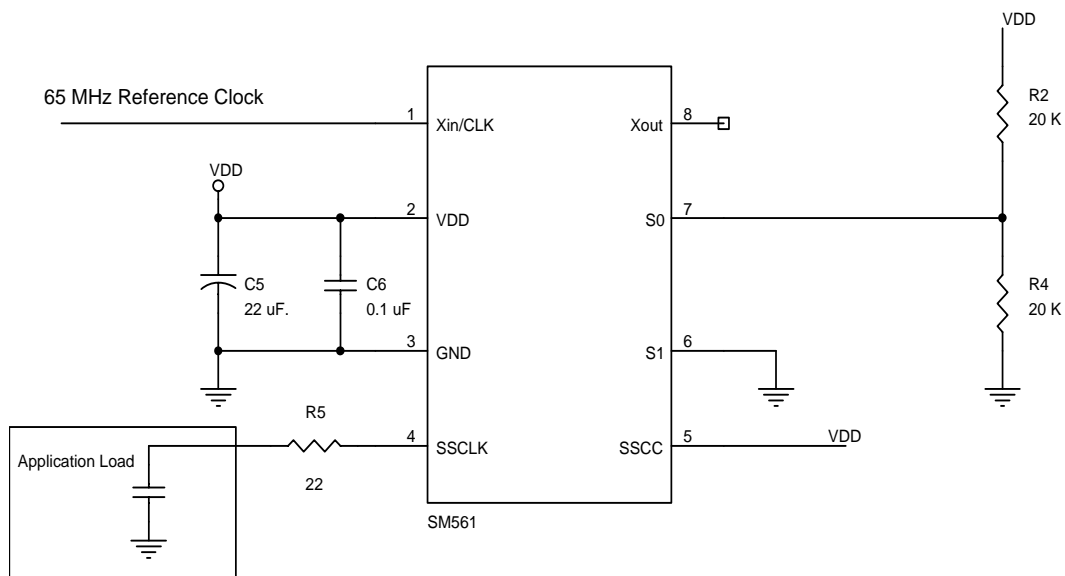 VDD
65 MHz Reference Clock
R2
20 K
1
Xin/CLK
Xout
8
VDD
2
VDD
S0
7
C5
22 uF.
C6
0.1 uF
R4
20 K
3
GND
S1
6
R5
4
SSCLK
SSCC
5
VDD
Application Load
22
SM561